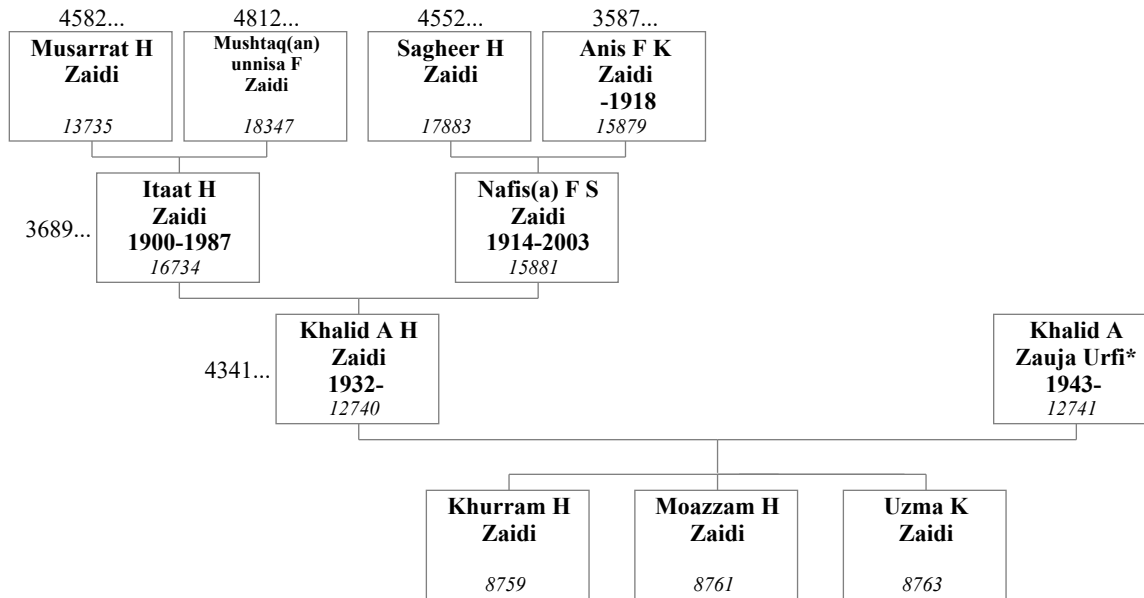 4582...
4812...
4552...
3587...
Musarrat H
Zaidi
13735
Mushtaq(an)
unnisa F
Zaidi
18347
Sagheer H
Zaidi
17883
Anis F K
Zaidi
-1918
15879
3689...
Itaat H
Zaidi
1900-1987
16734
Nafis(a) F S
Zaidi
1914-2003
15881
4341...
Khalid A H
Zaidi
1932-
12740
Khalid A
Zauja Urfi*
1943-
12741
Khurram H
Zaidi
8759
Moazzam H
Zaidi
8761
Uzma K
Zaidi
8763